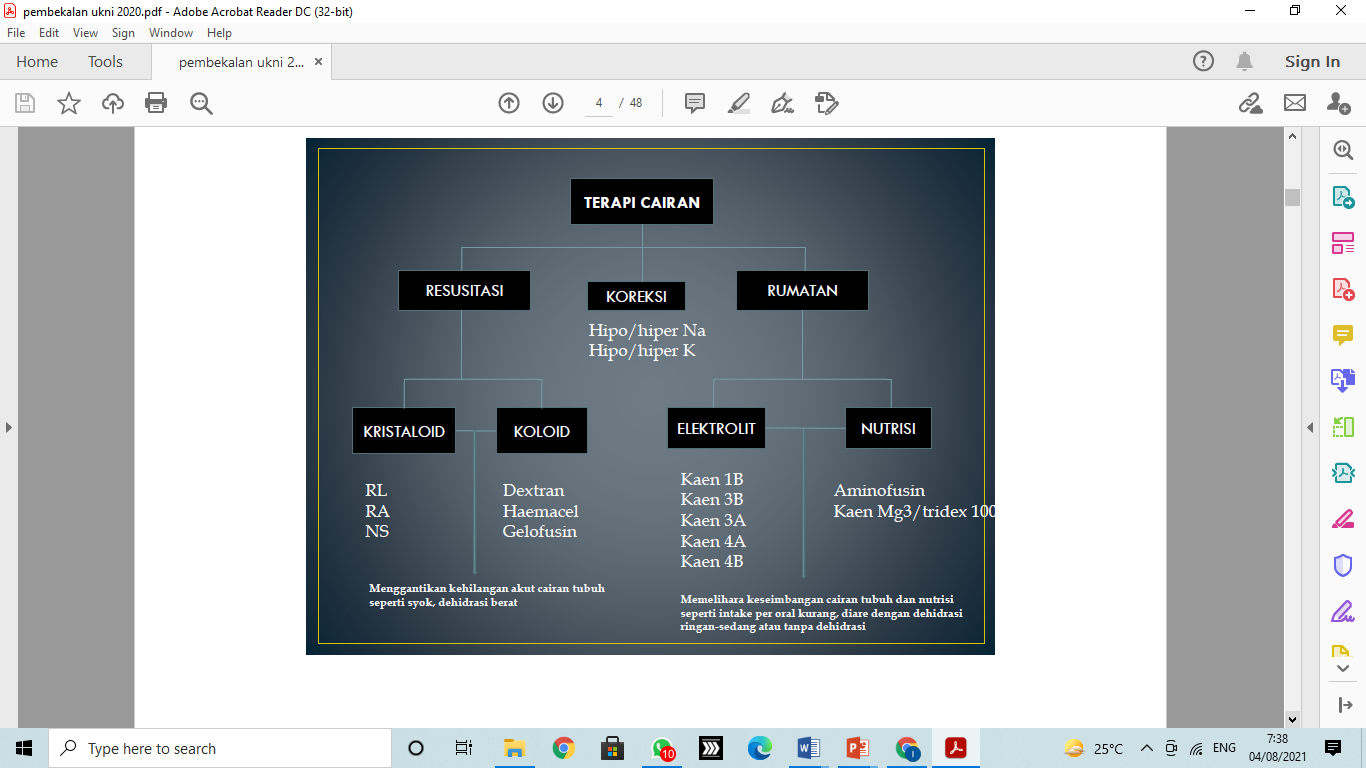 pembekalan ukni 2020.pdf - Adobe Acrobat Reader DC (32-bit)
File Edit View Sign Window Help
Home Tools pembekalan ukni 2... Sign In
4 / 48
TERAPI CAIRAN
RESUSITASI
KOREKSI
RUMATAN
Hipo/hiper Na
Hipo/hiper K
KRISTALOID
KOLOID
ELEKTROLIT
NUTRISI
RL
RA
NS
Dextran
Haemacel
Gelofusin
Kaen 1B
Kaen 3B
Kaen 3A
Kaen 4A
Kaen 4B
Aminofusin
Kaen Mg3/tridex 100
Menggantikan kehilangan akut cairan tubuh
seperti syok, dehidrasi berat
Memelihara keseimbangan cairan tubuh dan nutrisi
seperti intake per oral kurang, diare dengan dehidrasi
ringan-sedang atau tanpa dehidrasi
Type here to search
10
25°C
ENG
7:38
04/08/2021